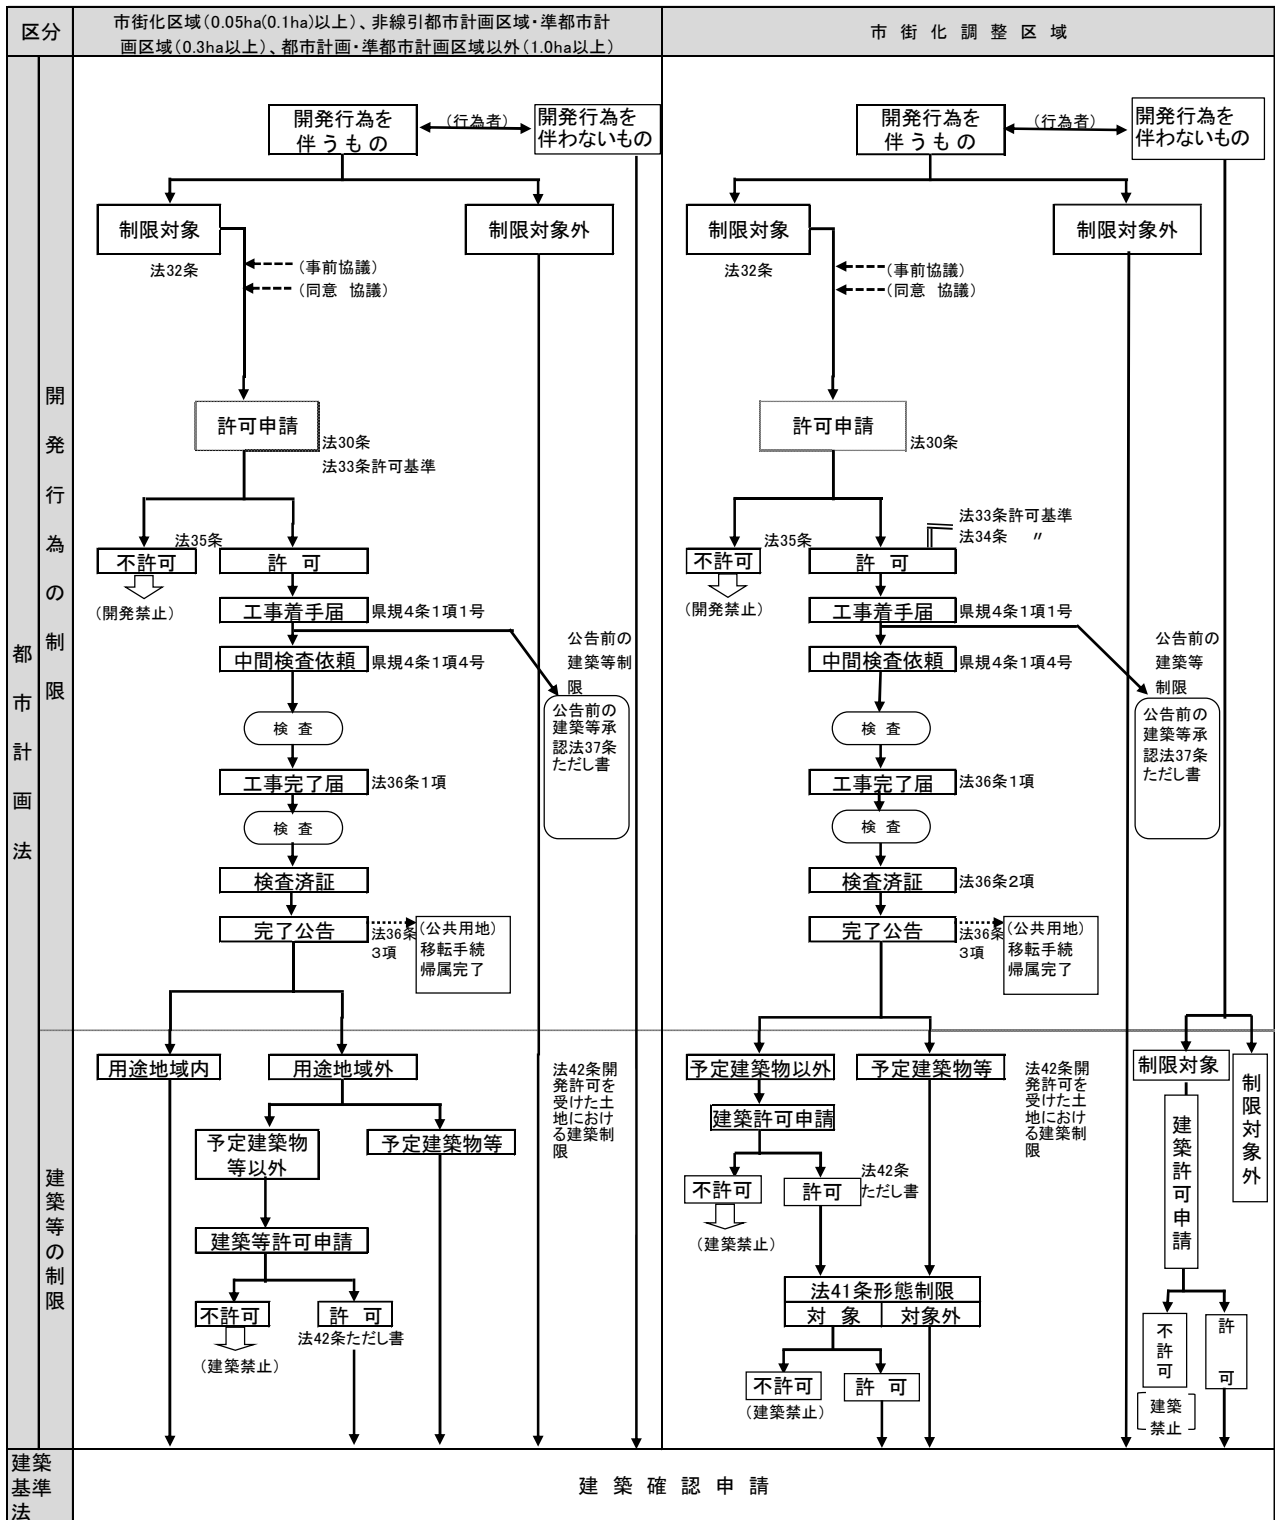 区分
市街化区域(0.05ha(0.1ha)以上)、非線引都市計画区域・準都市計
画区域(0.3ha以上)、都市計画・準都市計画区域以外(1.0ha以上)
市街化調整区域
都市計画法
開発行為の制限
開発行為を
伴うもの
(行為者)
開発行為を
伴わないもの
制限対象
制限対象外
法32条
(事前協議)
(同意 協議)
許可申請
法30条
法33条許可基準
法35条
不許可
許 可
(開発禁止)
工事着手届
県規4条1項1号
中間検査依頼
県規4条1項4号
公告前の
建築等制
限
公告前の
建築等承
認法37条
ただし書
検 査
工事完了届
法36条1項
検 査
検査済証
完了公告
法36条
3項
(公共用地)
移転手続
帰属完了
開発行為を
伴うもの
(行為者)
開発行為を
伴わないもの
制限対象
制限対象外
法32条
(事前協議)
(同意 協議)
許可申請
法30条
法33条許可基準
法34条 〃
法35条
不許可
許 可
(開発禁止)
工事着手届
県規4条1項1号
中間検査依頼
県規4条1項4号
公告前の
建築等
制限
公告前の
建築等承
認法37条
ただし書
検 査
工事完了届
法36条1項
検 査
検査済証
法36条2項
完了公告
法36条
3項
(公共用地)
移転手続
帰属完了
建築等の制限
用途地域内
用途地域外
法42条開
発許可を
受けた土
地におけ
る建築制
限
予定建築物
等以外
予定建築物等
建築等許可申請
不許可
許 可
法42条ただし書
(建築禁止)
予定建築物以外
予定建築物等
法42条開
発許可を
受けた土
地におけ
る建築制
限
建築許可申請
不許可
許可
法42条
ただし書
(建築禁止)
法41条形態制限
対 象
対象外
不許可
許 可
(建築禁止)
制限対象
制限対象外
建築許可申請
不許可
許 可
建築
禁止
建築
基準
法
建築確認申請